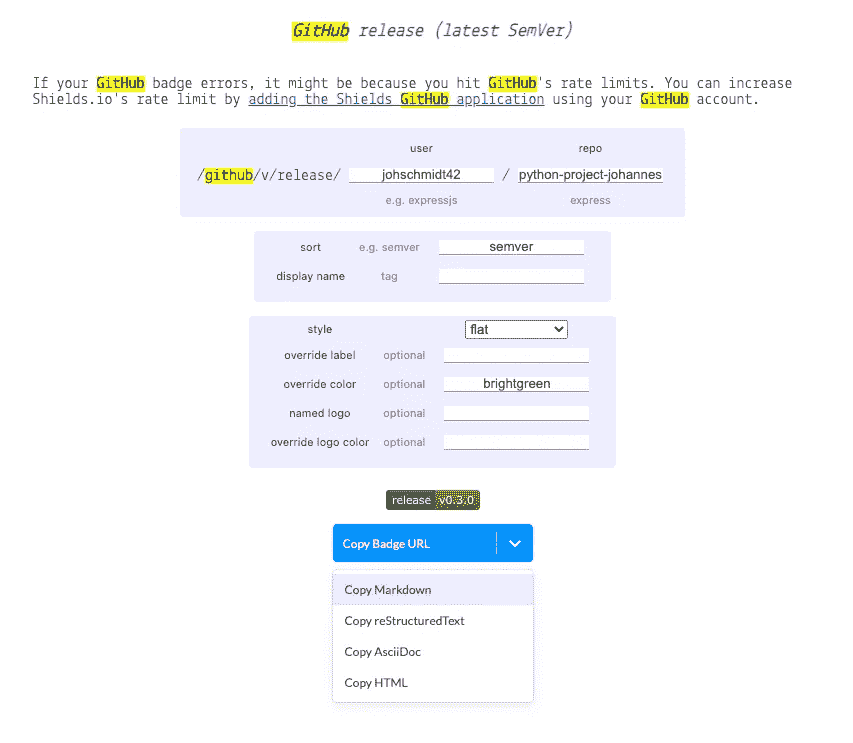 GitHub release (latest SemVer)
If your GitHub badge errors, it might be because you hit GitHub's rate limits. You can increase
Shields.io's rate limit by adding the Shields GitHub application using your GitHub account.
user repo
/github/v/release/ johschmidt42 / python-project-johannes
e.g. expressjs express
sort e.g. semver semver
display name tag
style flat
override label optional
override color optional brightgreen
named logo optional
override logo color optional
release v0.3.0
Copy Badge URL
Copy Markdown
Copy reStructuredText
Copy AsciiDoc
Copy HTML